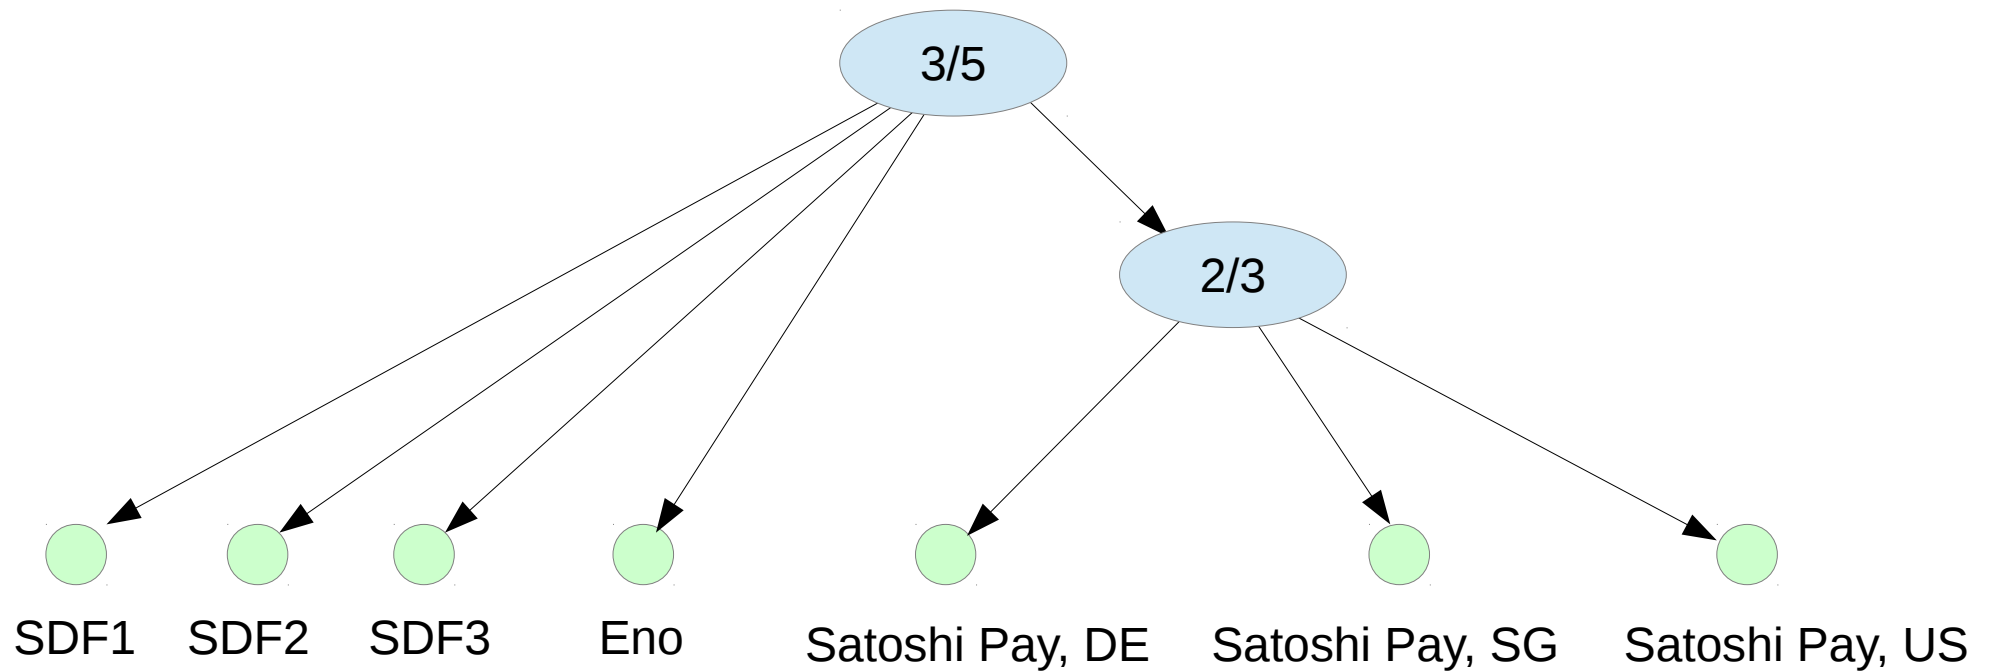 3/5
2/3
SDF1
SDF2
SDF3
Eno
Satoshi Pay, DE
Satoshi Pay, SG
Satoshi Pay, US